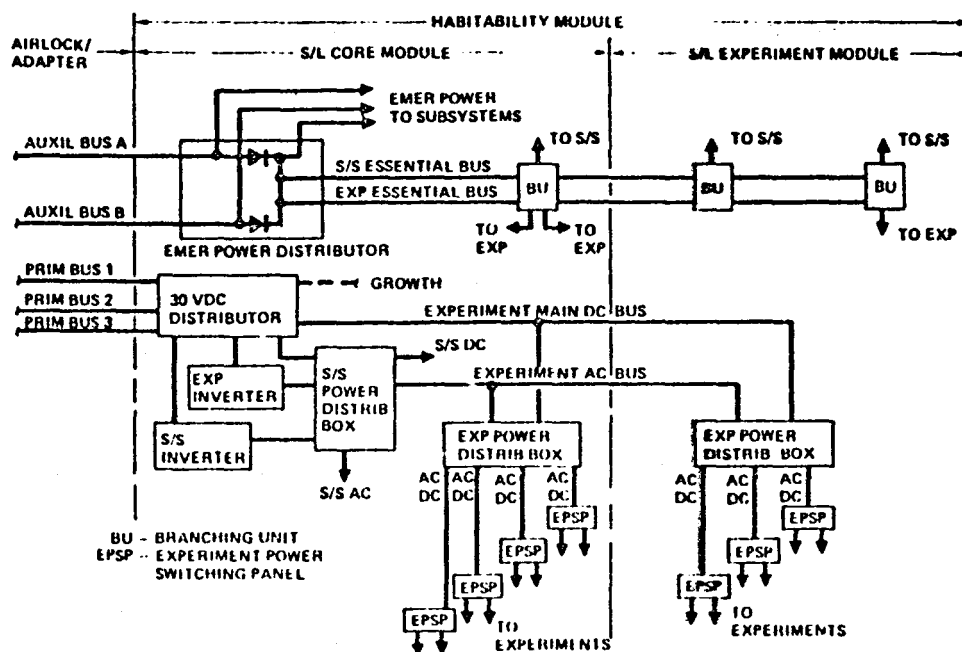 HABITABILITY MODULE
AIRLOCK/
ADAPTER
S/L CORE MODULE
S/L EXPERIMENT MODULE
EMER POWER
TO SUBSYSTEMS
AUXIL BUS A
TO S/S
TO S/S
TO S/S
S/S ESSENTIAL BUS
EXP ESSENTIAL BUS
BU
BU
BU
AUXIL BUS B
TO
EXP
TO
EXP
TO EXP
EMER POWER DISTRIBUTOR
PRIM BUS 1
PRIM BUS 2
PRIM BUS 3
30 VDC
DISTRIBUTOR
GROWTH
EXPERIMENT MAIN DC BUS
S/S DC
EXP
INVERTER
S/S
POWER
DISTRIB
BOX
EXPERIMENT AC BUS
S/S
INVERTER
S/S AC
EXP POWER
DISTRIB BOX
EXP POWER
DISTRIB BOX
AC
DC
AC
DC
AC
DC
AC
DC
AC
DC
AC
DC
AC
DC
EPSP
EPSP
EPSP
EPSP
EPSP
EPSP
EPSP
BU - BRANCHING UNIT
EPSP -- EXPERIMENT POWER
SWITCHING PANEL
TO
EXPERIMENTS
TO
EXPERIMENTS